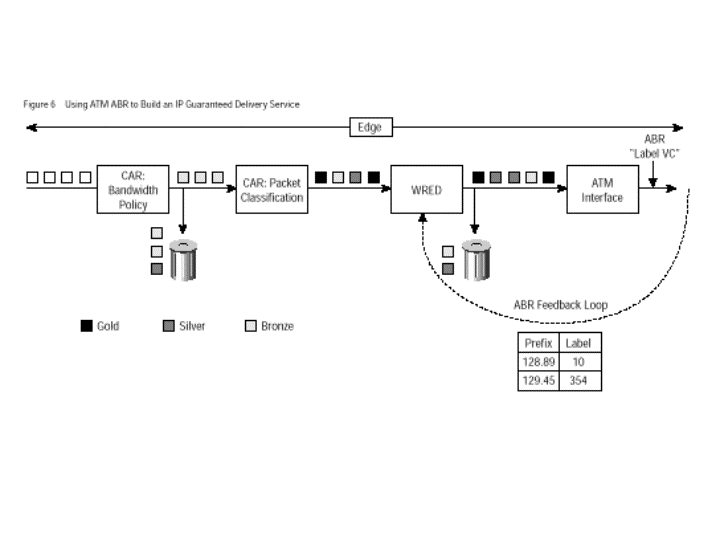 Figure 6 Using ATM ABR to Build an IP Guaranteed Delivery Service
Edge
ABR
"Label VC"
CAR:
Bandwidth
Policy
CAR: Packet
Classification
WRED
ATM
Interface
ABR Feedback Loop
Gold
Silver
Bronze
Prefix Label
128.89 10
129.45 354